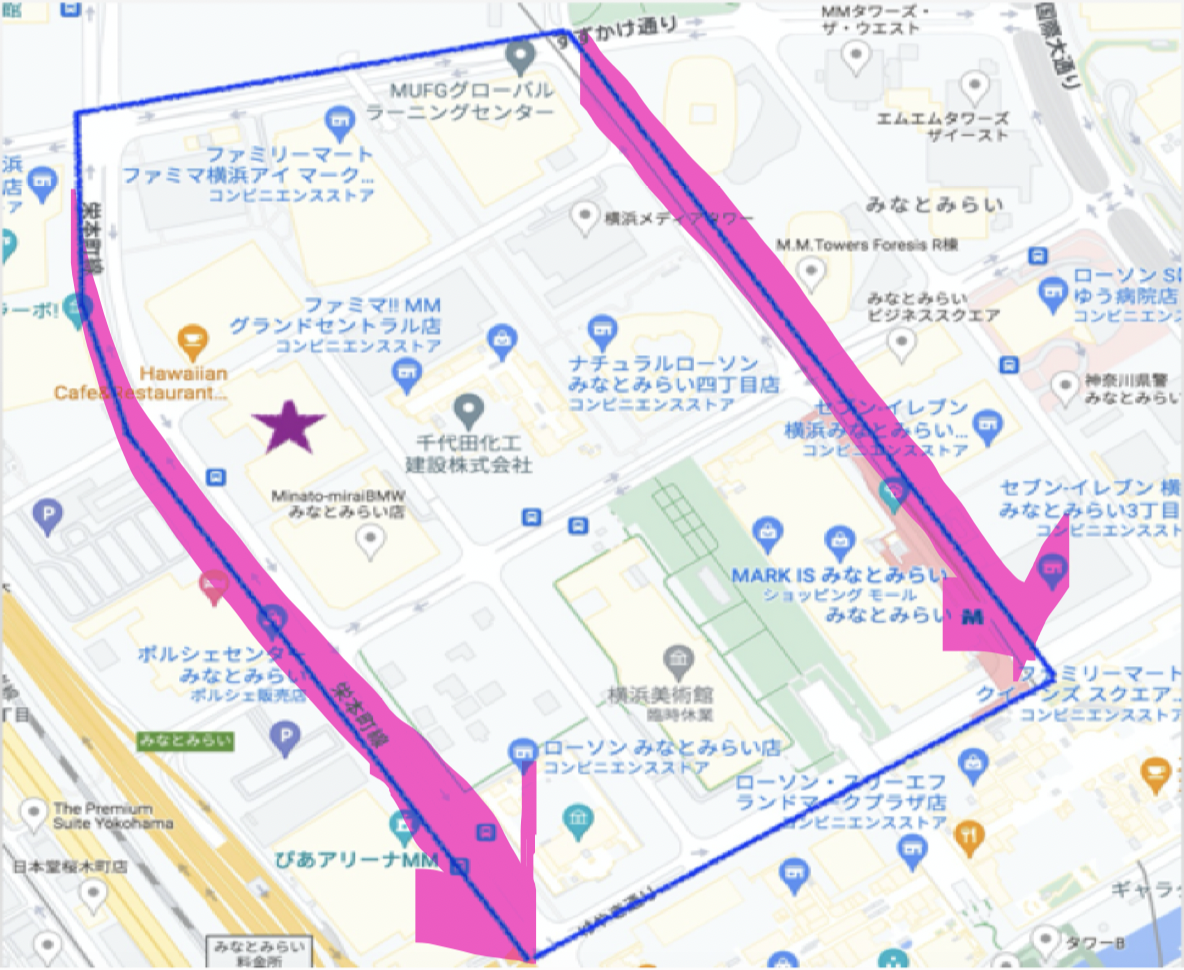 館
すずかけ通り
MMタワーズ・
ザ・ウエスト
国際大通り
MUFGグローバル
ラーニングセンター
エムエムタワーズ
ザイースト
ファミリーマート
ファミマ横浜アイ マーク...
コンビニエンスストア
浜
店
ア
栄本町線
横浜メディアタワー
みなとみらい
M.M.Towers Foresis R棟
ーボ!
ファミマ!! MM
グランドセントラル店
コンビニエンスストア
みなとみらい
ビジネススクエア
ローソン
ゆう病院店
コンビニエンス
Hawaiian
Cafe&Restaurant...
ナチュラルローソン
みなとみらい四丁目店
コンビニエンスストア
神奈川県警
みなとみらい
セブン-イレブン
横浜みなとみらい...
コンビニエンスストア
千代田化工
建設株式会社
Minato-miraiBMW
みなとみらい店
P
セブン-イレブン 横
みなとみらい3丁目
コンビニエンススト
MARK IS みなとみらい
ショッピング モール
みなとみらい
M
ポルシェセンター
みなとみらい
ポルシェ販売店
栄本町線
横浜美術館
臨時休業
ファミリーマート
クイーンズ スクエア...
コンビニエンスストア
丁目
みなとみらい
P
ローソン みなとみらい店
コンビニエンスストア
ローソン・スリーエフ
ランドマークプラザ店
コンビニエンスストア
The Premium
Suite Yokohama
ぴあアリーナMM
日本堂桜木町店
けやき通り
ギャラク
みなとみらい
料金所
タワーB